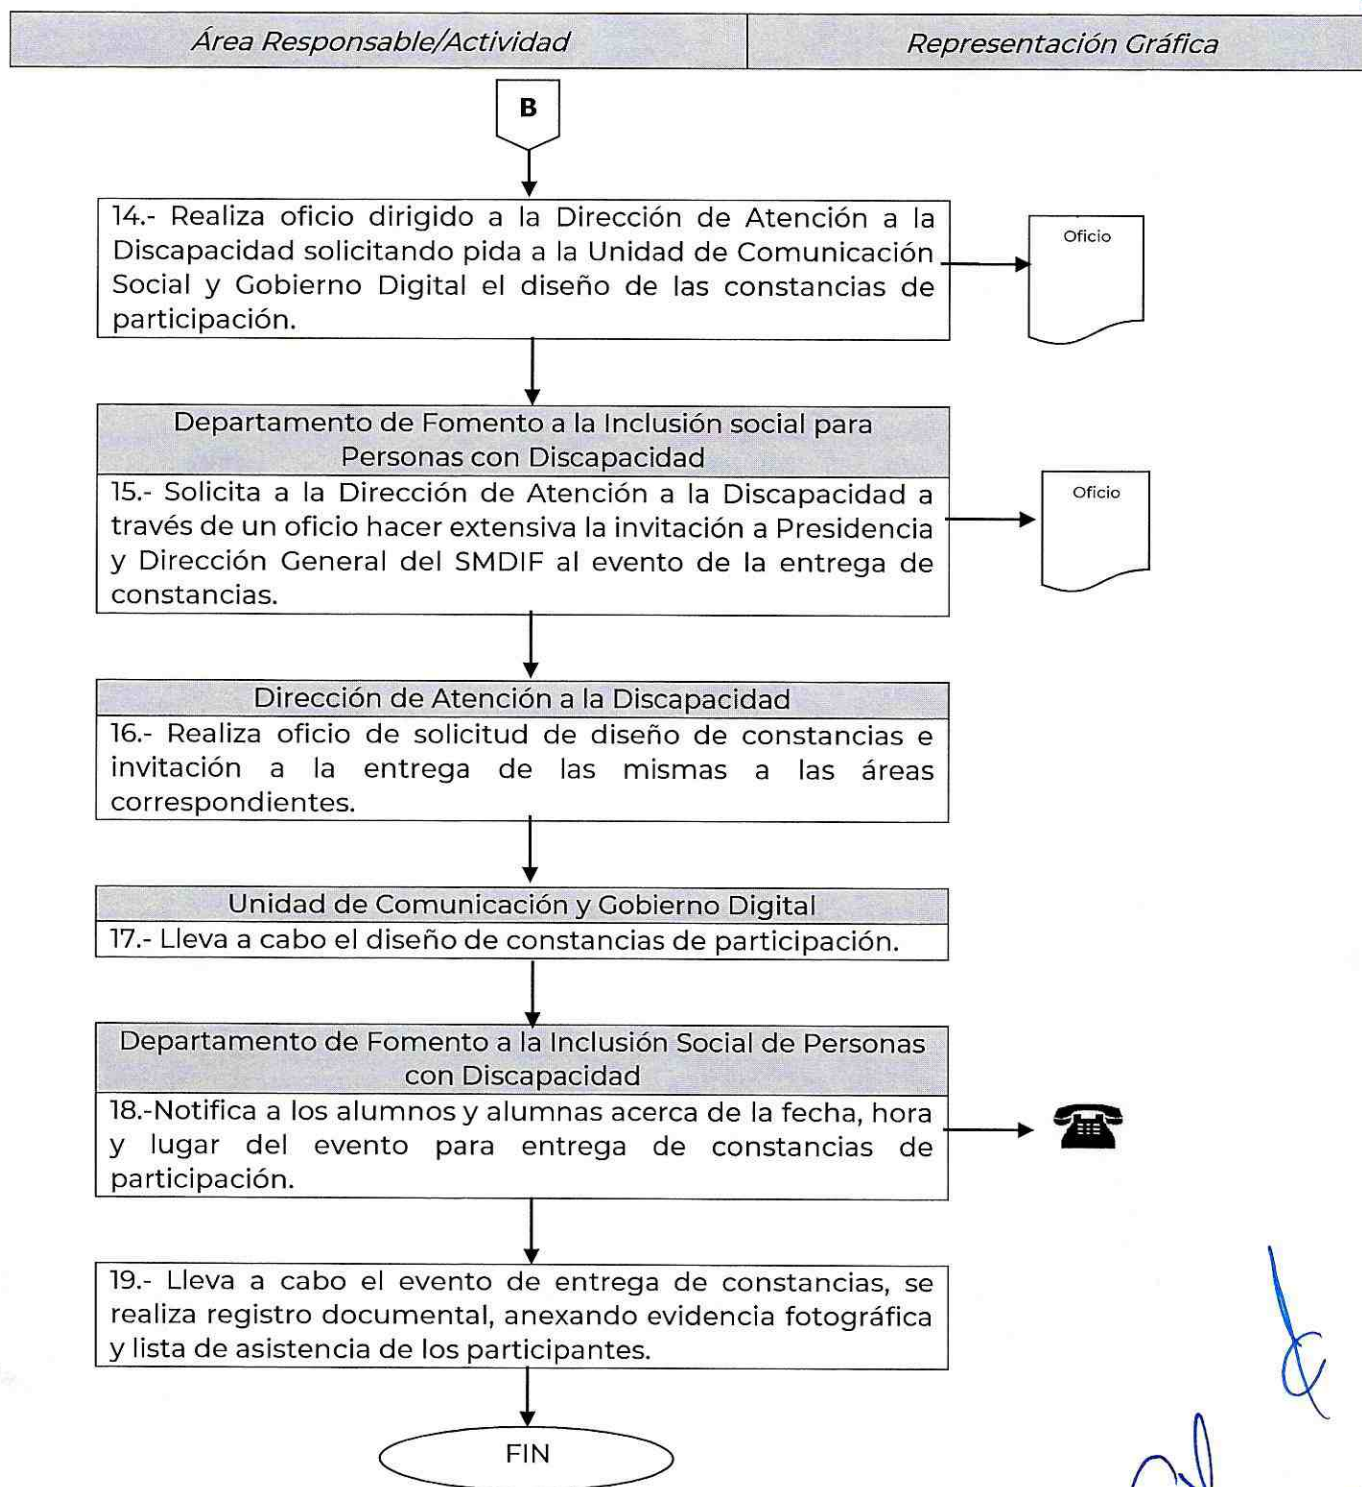 Área Responsable/Actividad
Representación Gráfica
B
14.- Realiza oficio dirigido a la Dirección de Atención a la
Discapacidad solicitando pida a la Unidad de Comunicación
Social y Gobierno Digital el diseño de las constancias de
participación.
Oficio
Departamento de Fomento a la Inclusión social para
Personas con Discapacidad
15.- Solicita a la Dirección de Atención a la Discapacidad a
través de un oficio hacer extensiva la invitación a Presidencia
y Dirección General del SMDIF al evento de la entrega de
constancias.
Oficio
Dirección de Atención a la Discapacidad
16.- Realiza oficio de solicitud de diseño de constancias e
invitación a la entrega de las mismas a las áreas
correspondientes.
Unidad de Comunicación y Gobierno Digital
17.- Lleva a cabo el diseño de constancias de participación.
Departamento de Fomento a la Inclusión Social de Personas
con Discapacidad
18.-Notifica a los alumnos y alumnas acerca de la fecha, hora
y lugar del evento para entrega de constancias de
participación.
19.- Lleva a cabo el evento de entrega de constancias, se
realiza registro documental, anexando evidencia fotográfica
y lista de asistencia de los participantes.
FIN